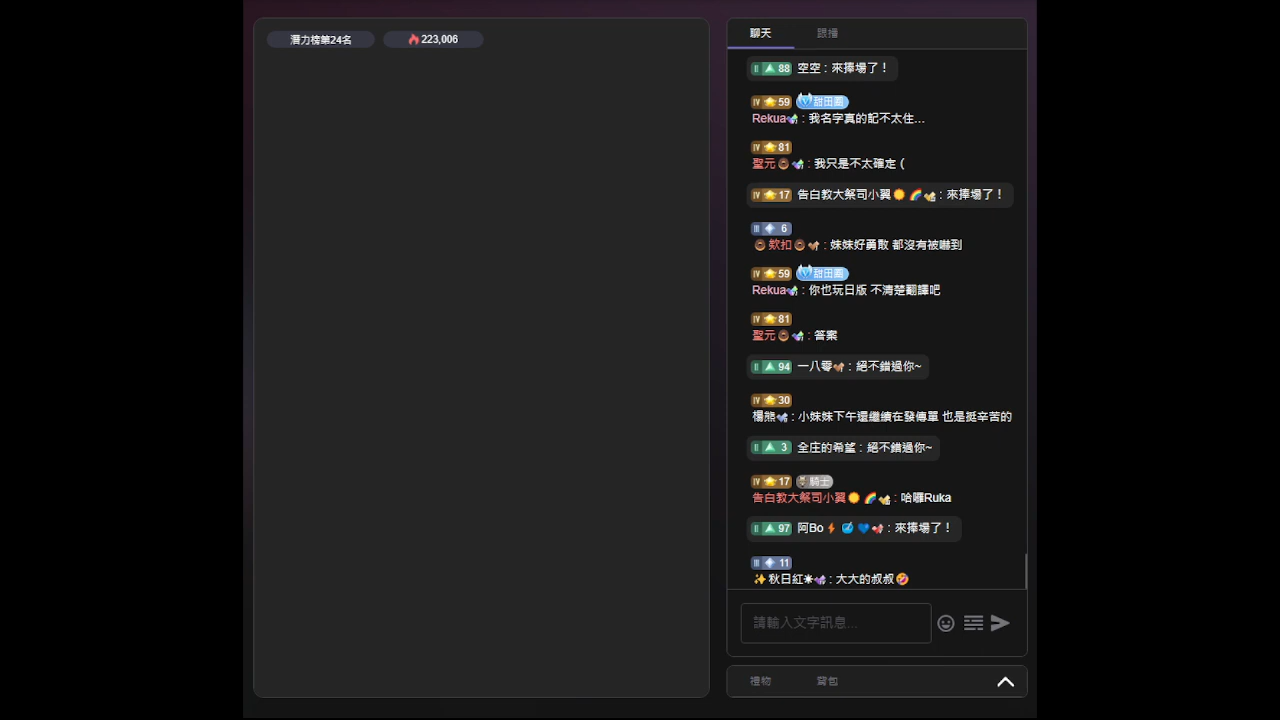 潛力榜第24名
223,006
聊天 跟播
II 88 空空 : 來捧場了!
IV 59 甜田團
Rekua : 我名字真的記不太住...
IV 81
聖元 : 我只是不太確定 (
IV 17 告白教大祭司小翼 : 來捧場了!
III 6
欸扣 : 妹妹好勇敢 都沒有被嚇到
IV 59 甜田團
Rekua : 你也玩日版 不清楚翻譯吧
IV 81
聖元 : 答案
II 94 一八零 : 絕不錯過你~
IV 30
楊熊 : 小妹妹下午還繼續在發傳單 也是挺辛苦的
II 3 全庄的希望 : 絕不錯過你~
IV 17 騎士
告白教大祭司小翼 : 哈囉Ruka
II 97 阿Bo : 來捧場了!
III 11
秋日紅 : 大大的叔叔
請輸入文字訊息...
禮物 背包